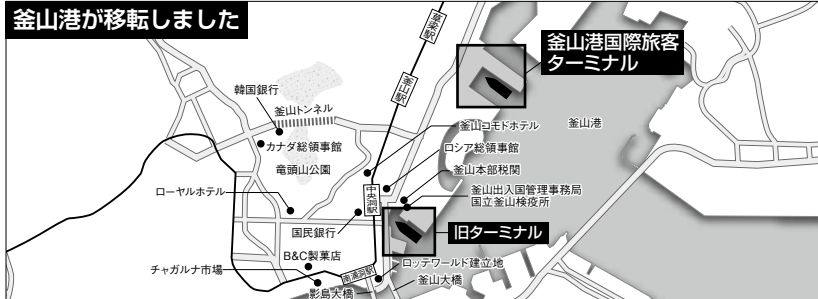 釜山港が移転しました
草梁駅
釜山駅
釜山港国際旅客
ターミナル
韓国銀行
釜山トンネル
釜山コモドホテル
釜山港
カナダ総領事館
ロシア総領事館
竜頭山公園
釜山本部税関
中央洞駅
釜山出入国管理事務局
国立釜山検疫所
ローヤルホテル
国民銀行
旧ターミナル
B&C製菓店
チャガルナ市場
南浦洞駅
ロッテワールド建立地
影島大橋
釜山大橋